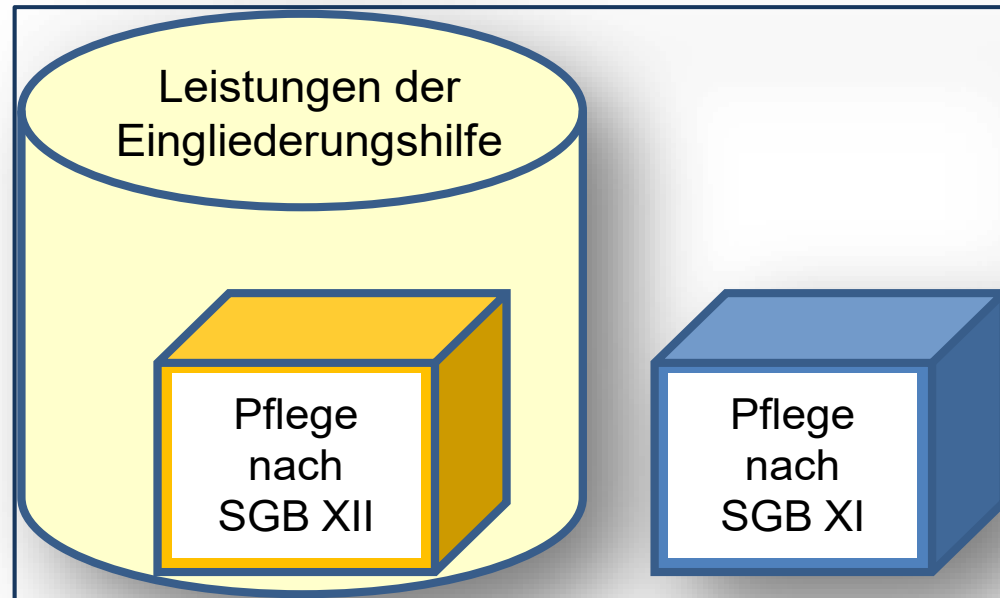 Leistungen der
Eingliederungshilfe
Pflege
nach
SGB XII
Pflege
nach
SGB XI